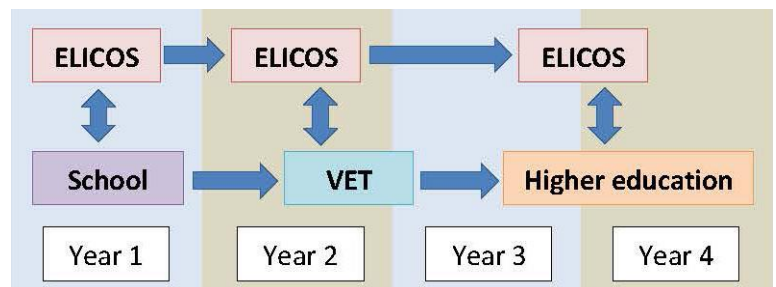 ELICOS
ELICOS
ELICOS
School
VET
Higher education
Year 1
Year 2
Year 3
Year 4